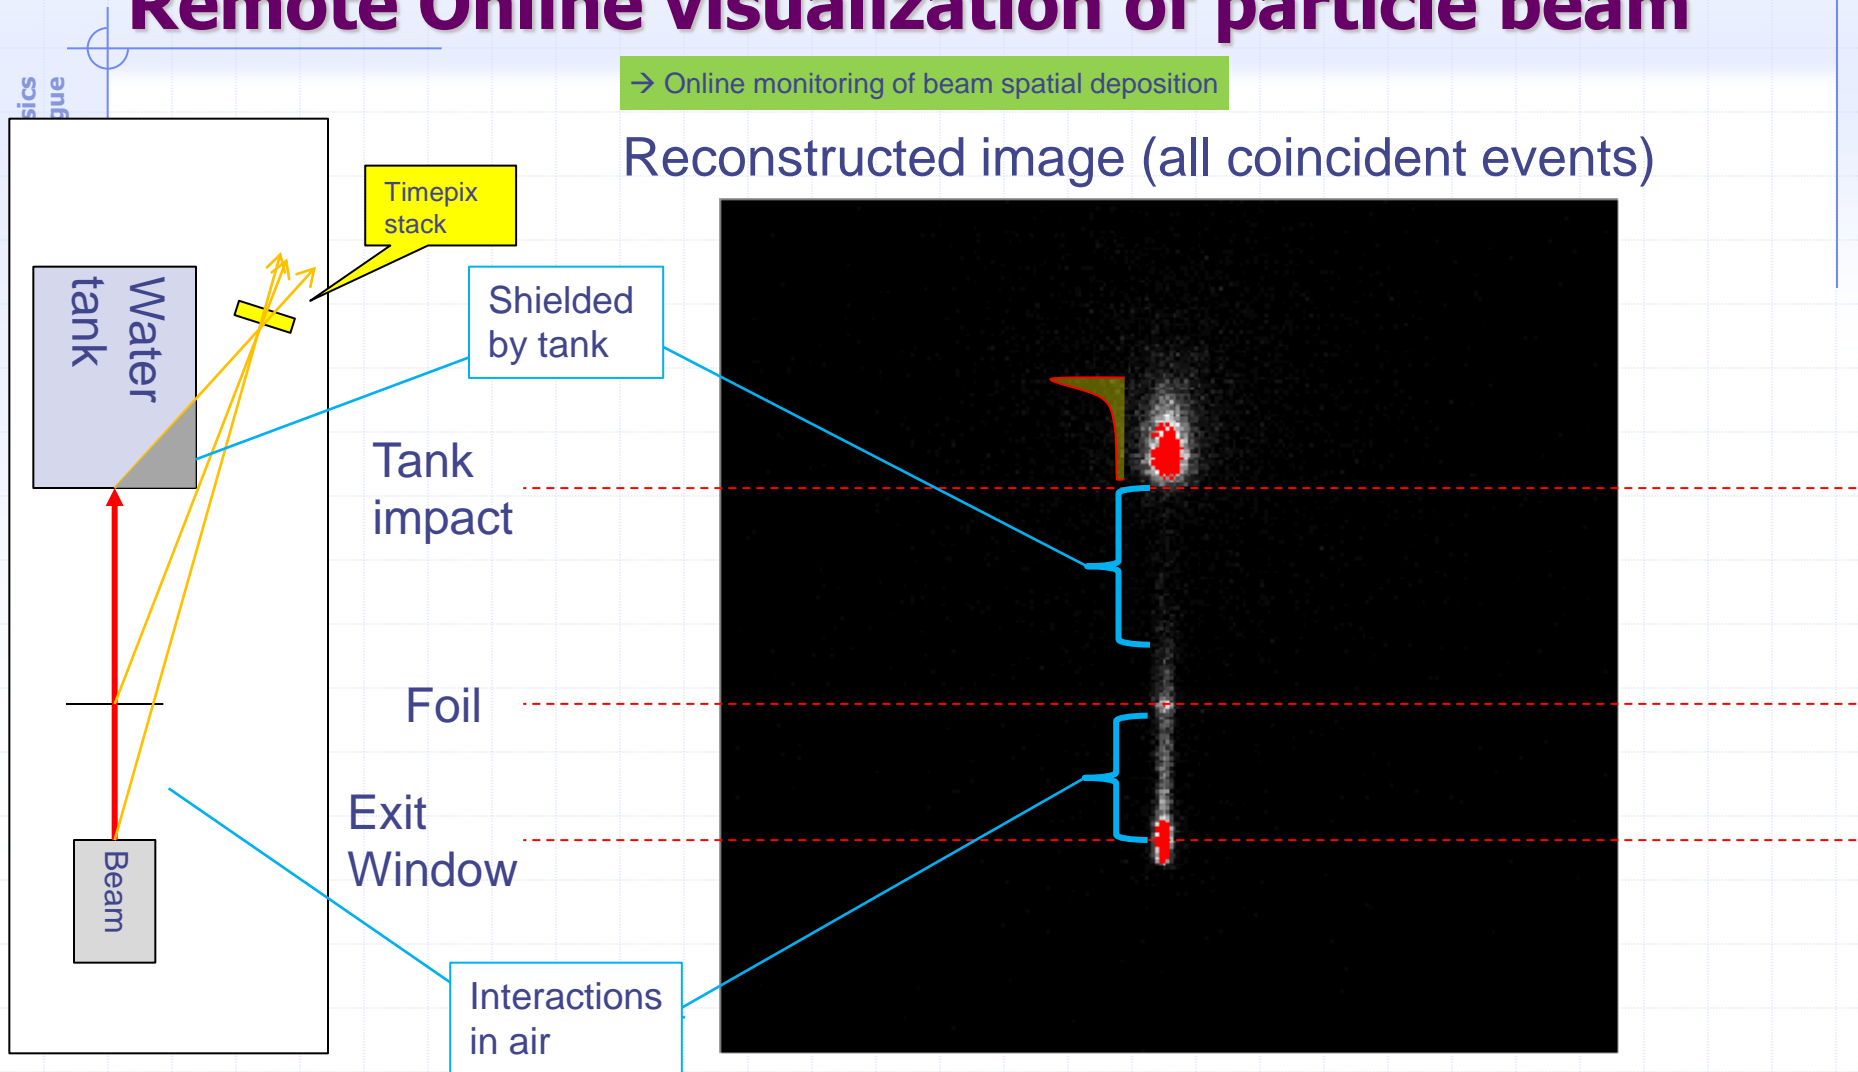 Remote Online visualization of particle beam
→ Online monitoring of beam spatial deposition
Reconstructed image (all coincident events)
Timepix
stack
Water
tank
Shielded
by tank
Tank
impact
Foil
Exit
Window
Beam
Interactions
in air